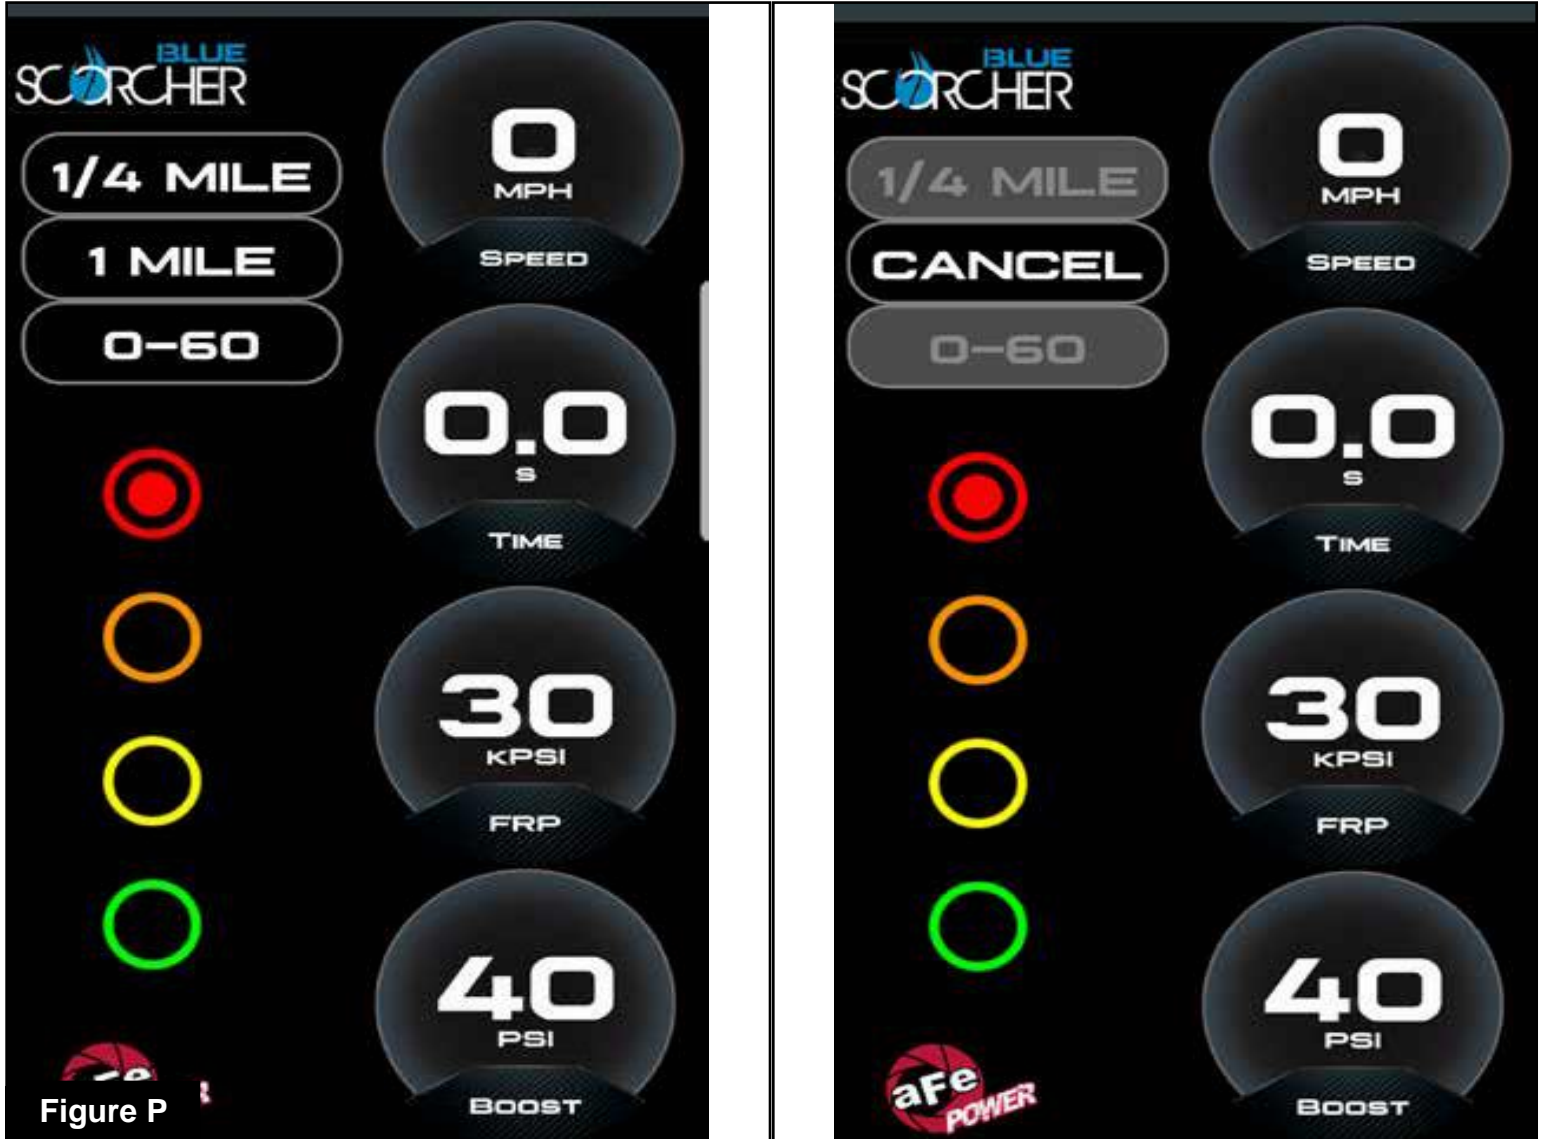 BLUE
SCORCHER
1/4 MILE
1 MILE
0-60
0
MPH
SPEED
0.0
S
TIME
30
KPSI
FRP
40
PSI
BOOST
Figure P
BLUE
SCORCHER
1/4 MILE
CANCEL
0-60
0
MPH
SPEED
0.0
S
TIME
30
KPSI
FRP
40
PSI
BOOST
aFe
POWER